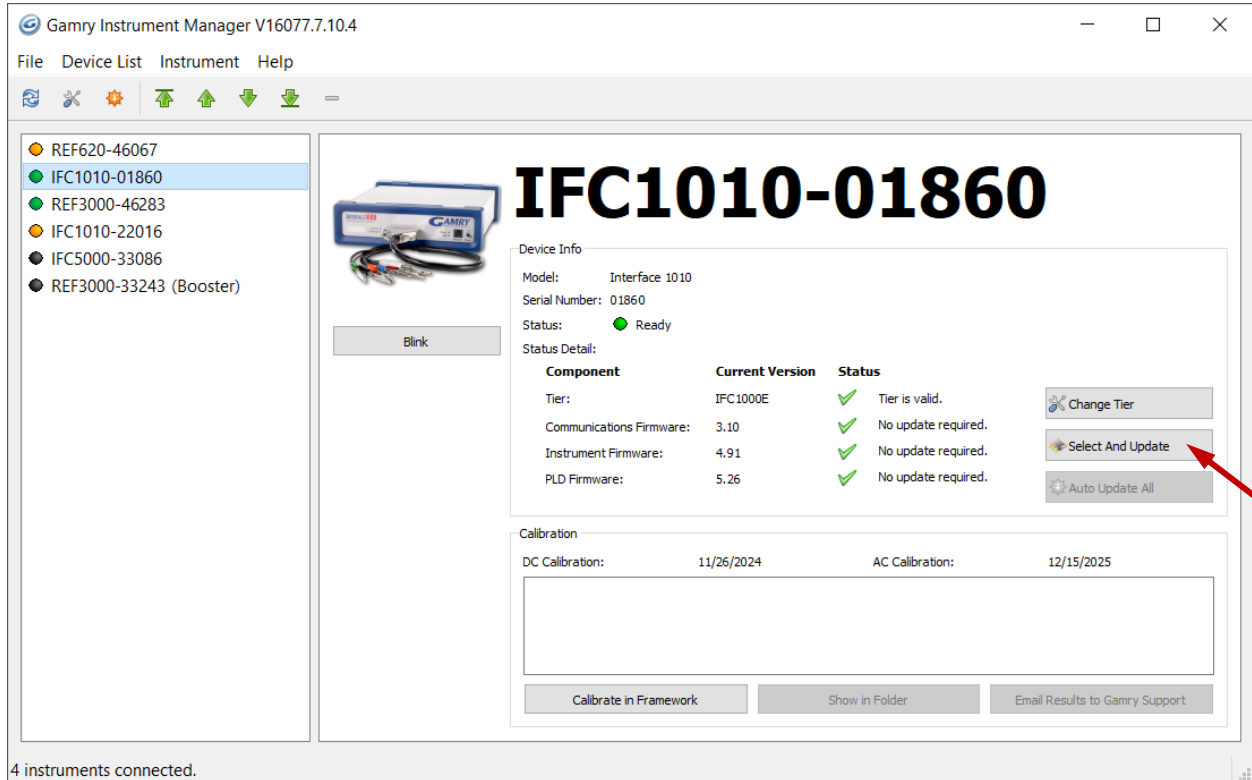 Gamry Instrument Manager V16077.7.10.4
File Device List Instrument Help
REF620-46067
IFC1010-01860
REF3000-46283
IFC1010-22016
IFC5000-33086
REF3000-33243 (Booster)
GAMRY
Blink
IFC1010-01860
Device Info
Model: Interface 1010
Serial Number: 01860
Status: Ready
Status Detail:
Component Current Version Status
Tier: IFC1000E Tier is valid. Change Tier
Communications Firmware: 3.10 No update required.
Select And Update
Instrument Firmware: 4.91 No update required.
PLD Firmware: 5.26 No update required.
Auto Update All
Calibration
DC Calibration: 11/26/2024 AC Calibration: 12/15/2025
Calibrate in Framework Show in Folder Email Results to Gamry Support
4 instruments connected.